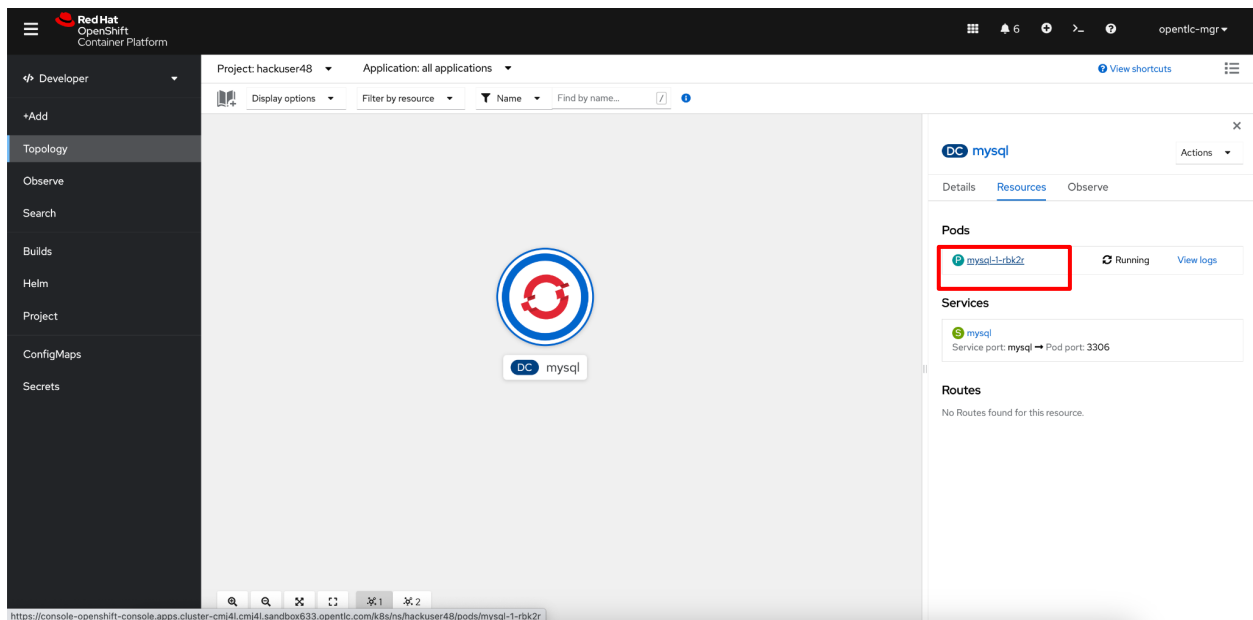 Red Hat
OpenShift
Container Platform
6
opentlc-mgr
Developer
+Add
Topology
Observe
Search
Builds
Helm
Project
ConfigMaps
Secrets
Project: hackuser48
Application: all applications
View shortcuts
Display options
Filter by resource
Name
Find by name...
/
DC mysql
DC mysql
Actions
Details Resources Observe
Pods
P mysql-1-rbk2r Running View logs
Services
S mysql
Service port: mysql → Pod port: 3306
Routes
No Routes found for this resource.
1
2
https://console-openshift-console.apps.cluster-cmj4l.cmj4l.sandbox633.opentlc.com/k8s/ns/hackuser48/pods/mysql-1-rbk2r